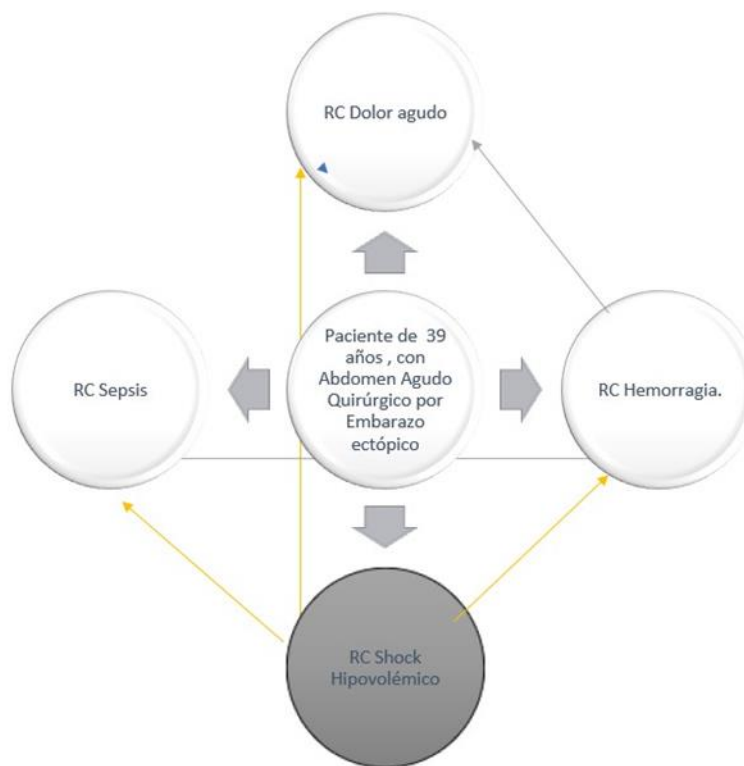 RC Dolor agudo
RC Sepsis
Paciente de 39
años , con
Abdomen Agudo
Quirúrgico por
Embarazo
ectópico
RC Hemorragia.
RC Shock
Hipovolémico